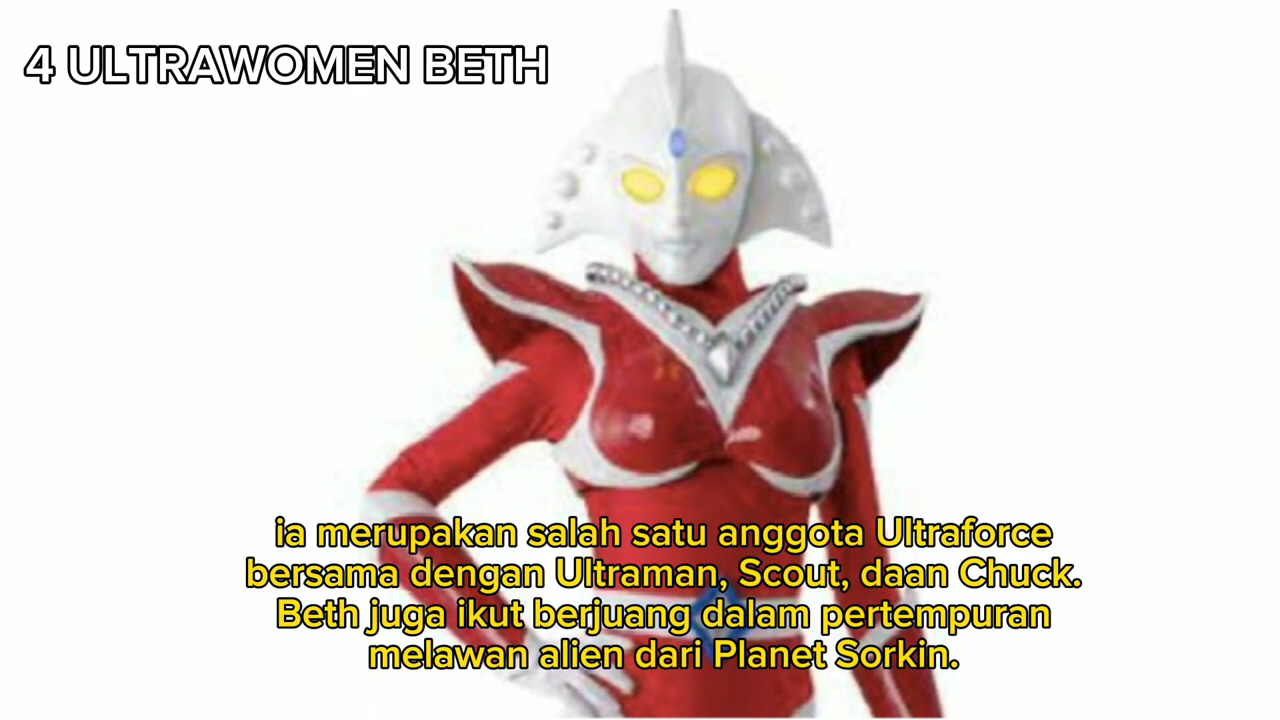 4 ULTRAWOMEN BETH
ia merupakan salah satu anggota Ultraforce
bersama dengan Ultraman, Scout, daan Chuck.
Beth juga ikut berjuang dalam pertempuran
melawan alien dari Planet Sorkin.